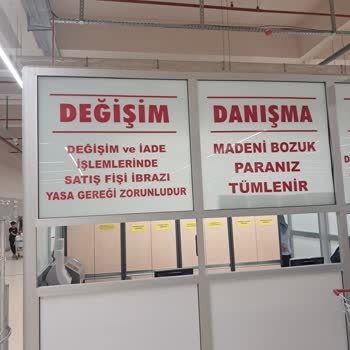 DEĞİŞİM
DEĞİŞİM ve İADE
İŞLEMLERİNDE
SATIŞ FİŞİ İBRAZI
YASA GEREĞİ ZORUNLUDUR
DANIŞMA
MADENİ BOZUK
PARANIZ
TÜMLENİR